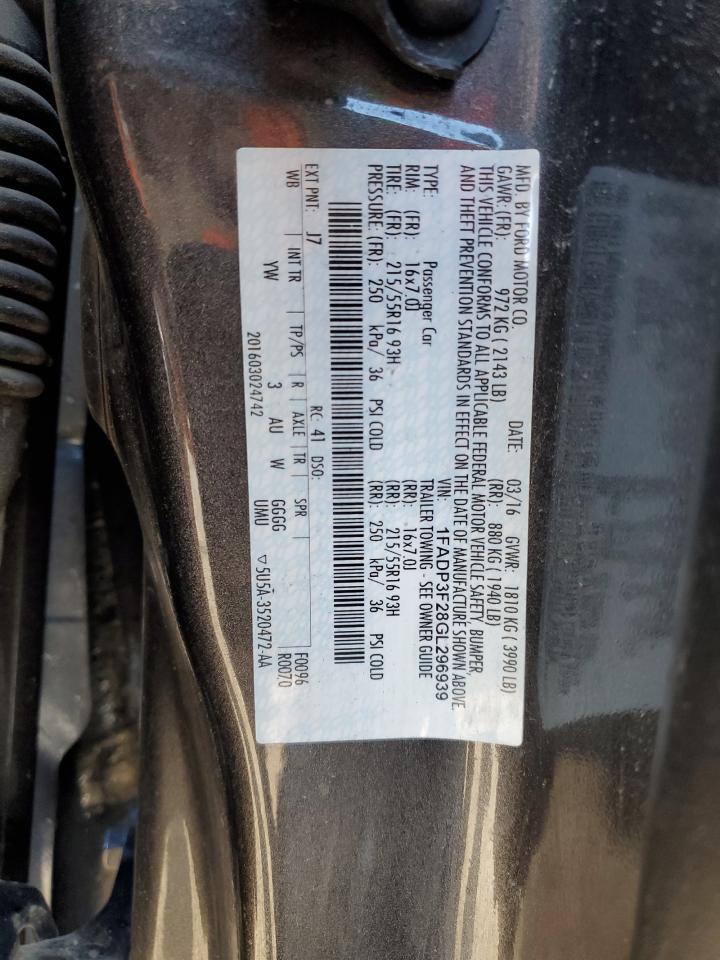 MFD. BY FORD MOTOR CO.
DATE: 03/16 GVWR: 1810 KG ( 3990 LB)
GAWR: (FR): 972 KG ( 2143 LB) (RR): 880 KG ( 1940 LB)
THIS VEHICLE CONFORMS TO ALL APPLICABLE FEDERAL MOTOR VEHICLE SAFETY, BUMPER,
AND THEFT PREVENTION STANDARDS IN EFFECT ON THE DATE OF MANUFACTURE SHOWN ABOVE.
VIN: 1FADP3F28GL296939
TYPE: Passenger Car TRAILER TOWING - SEE OWNER GUIDE
RIM: (FR): 16x7.0J (RR): 16x7.0J
TIRE: (FR): 215/55R16 93H (RR): 215/55R16 93H
PRESSURE: (FR): 250 kPa/ 36 PSI COLD (RR): 250 kPa/ 36 PSI COLD
EXT PNT: J7 RC: 41 DSO: F0096
WB INT TR TP/PS R AXLE TR SPR R0070
YW 3 AU W GGGG
201603024742 UMU ▽5U5A-3520472-AA